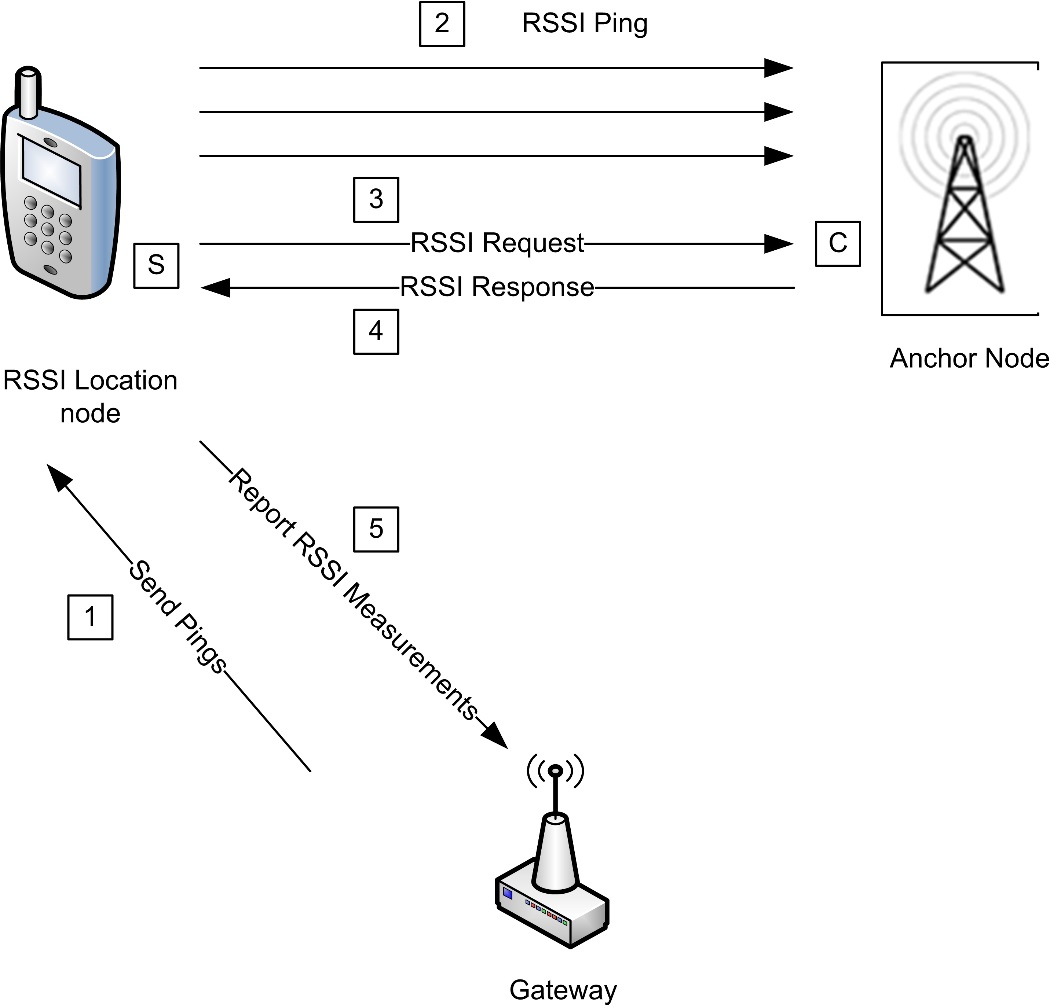 2 RSSI Ping
3
RSSI Request
S
C
RSSI Response
4
Anchor Node
RSSI Location
node
Report RSSI Measurements
5
Send Pings
1
Gateway